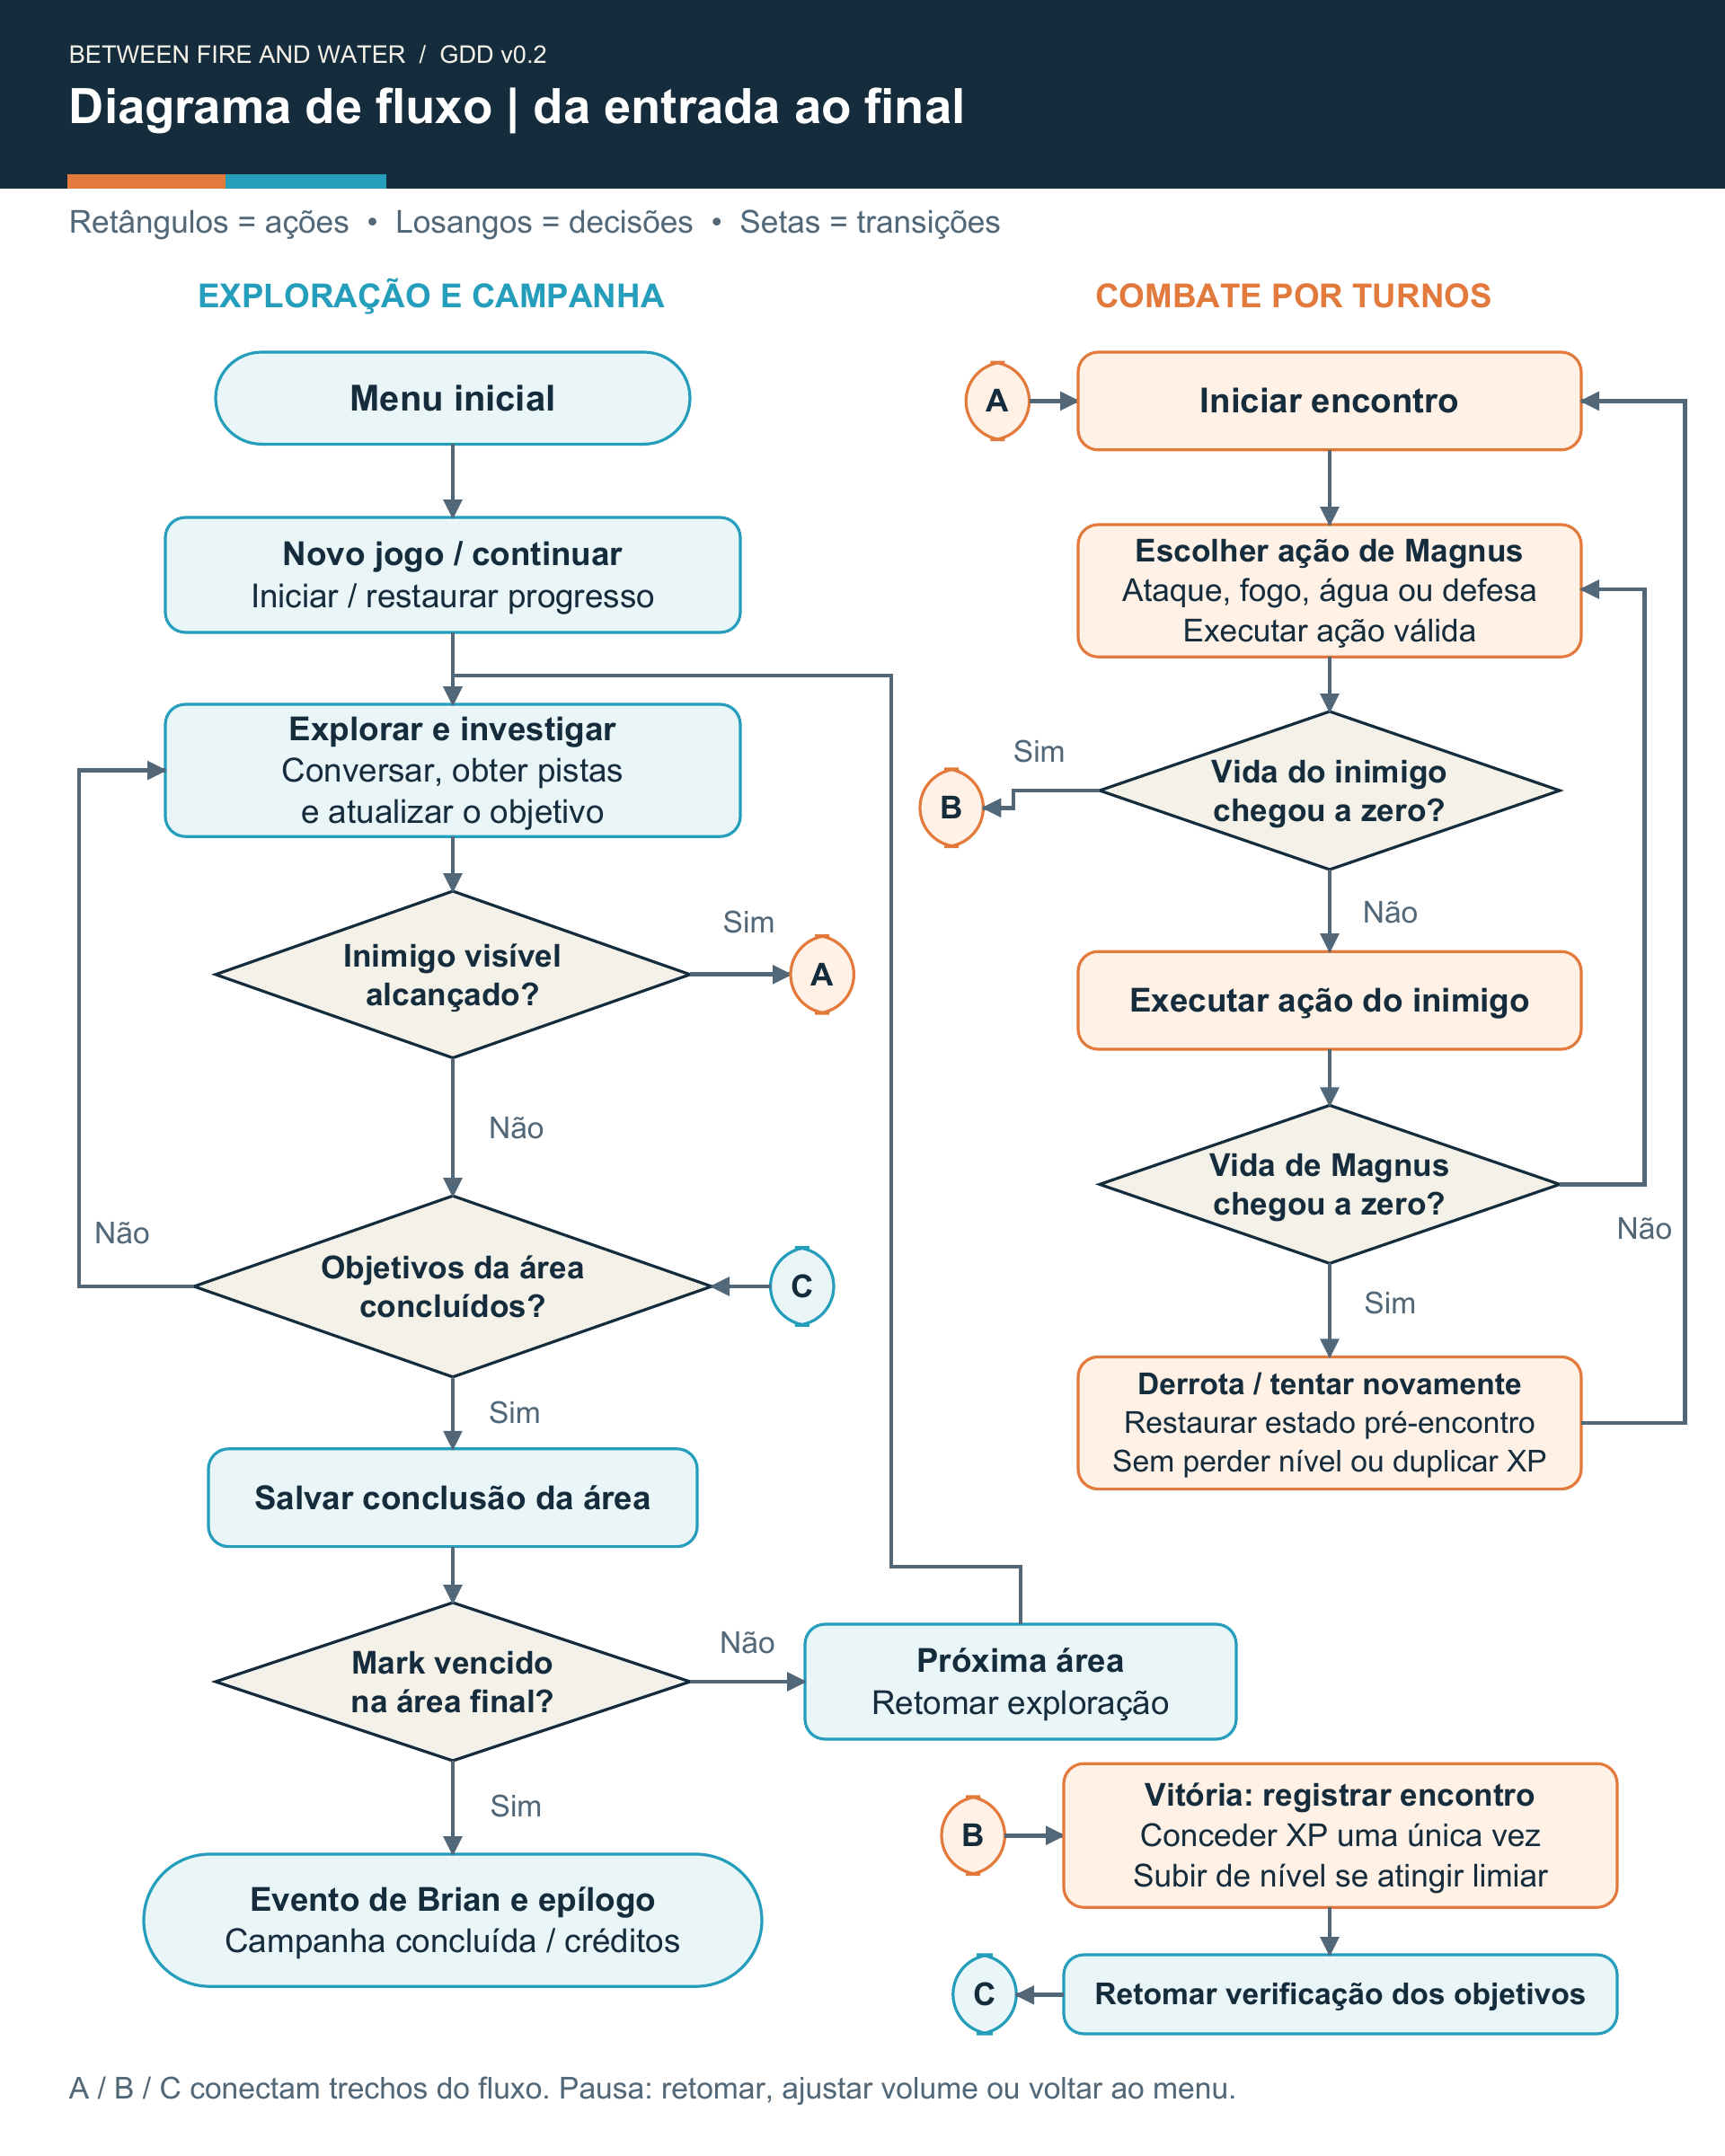 BETWEEN FIRE AND WATER / GDD v0.2
Diagrama de fluxo | da entrada ao final
Retângulos = ações • Losangos = decisões • Setas = transições
EXPLORAÇÃO E CAMPANHA
Menu inicial
Novo jogo / continuar
Iniciar / restaurar progresso
Explorar e investigar
Conversar, obter pistas
e atualizar o objetivo
Inimigo visível
alcançado?
Sim
A
Não
Objetivos da área
concluídos?
Não
C
Sim
Salvar conclusão da área
Mark vencido
na área final?
Não
Próxima área
Retomar exploração
Sim
Evento de Brian e epílogo
Campanha concluída / créditos
COMBATE POR TURNOS
A
Iniciar encontro
Escolher ação de Magnus
Ataque, fogo, água ou defesa
Executar ação válida
Vida do inimigo
chegou a zero?
Sim
B
Não
Executar ação do inimigo
Vida de Magnus
chegou a zero?
Não
Sim
Derrota / tentar novamente
Restaurar estado pré-encontro
Sem perder nível ou duplicar XP
B
Vitória: registrar encontro
Conceder XP uma única vez
Subir de nível se atingir limiar
C
Retomar verificação dos objetivos
A / B / C conectam trechos do fluxo. Pausa: retomar, ajustar volume ou voltar ao menu.